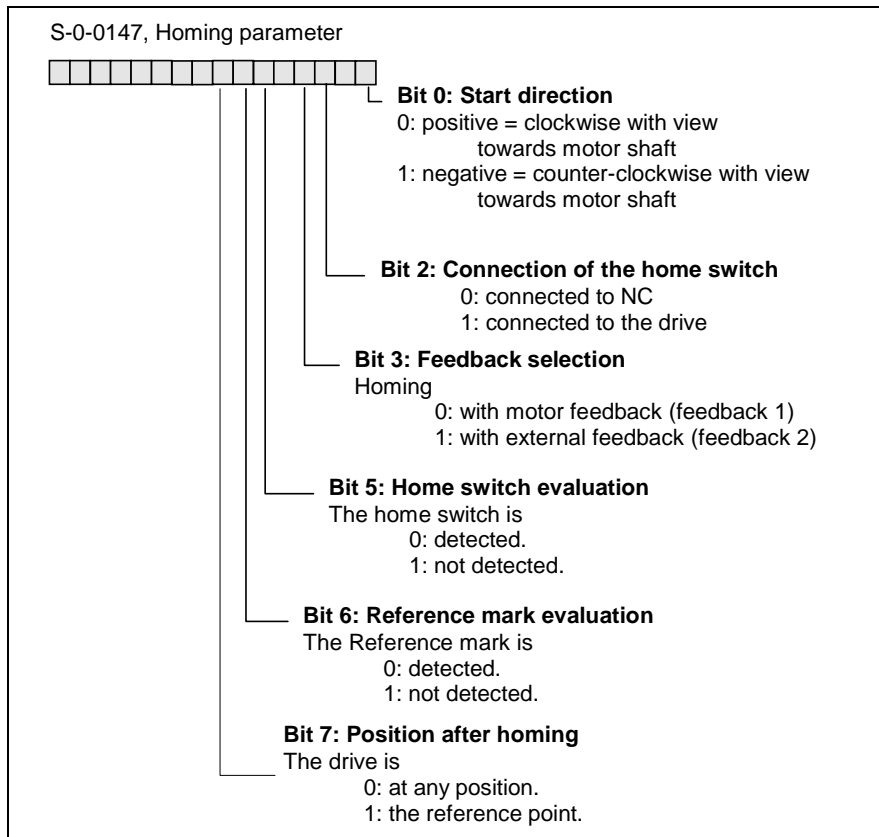 S-0-0147, Homing parameter
Bit 0: Start direction
0: positive = clockwise with view
towards motor shaft
1: negative = counter-clockwise with view
towards motor shaft
Bit 2: Connection of the home switch
0: connected to NC
1: connected to the drive
Bit 3: Feedback selection
Homing
0: with motor feedback (feedback 1)
1: with external feedback (feedback 2)
Bit 5: Home switch evaluation
The home switch is
0: detected.
1: not detected.
Bit 6: Reference mark evaluation
The Reference mark is
0: detected.
1: not detected.
Bit 7: Position after homing
The drive is
0: at any position.
1: the reference point.